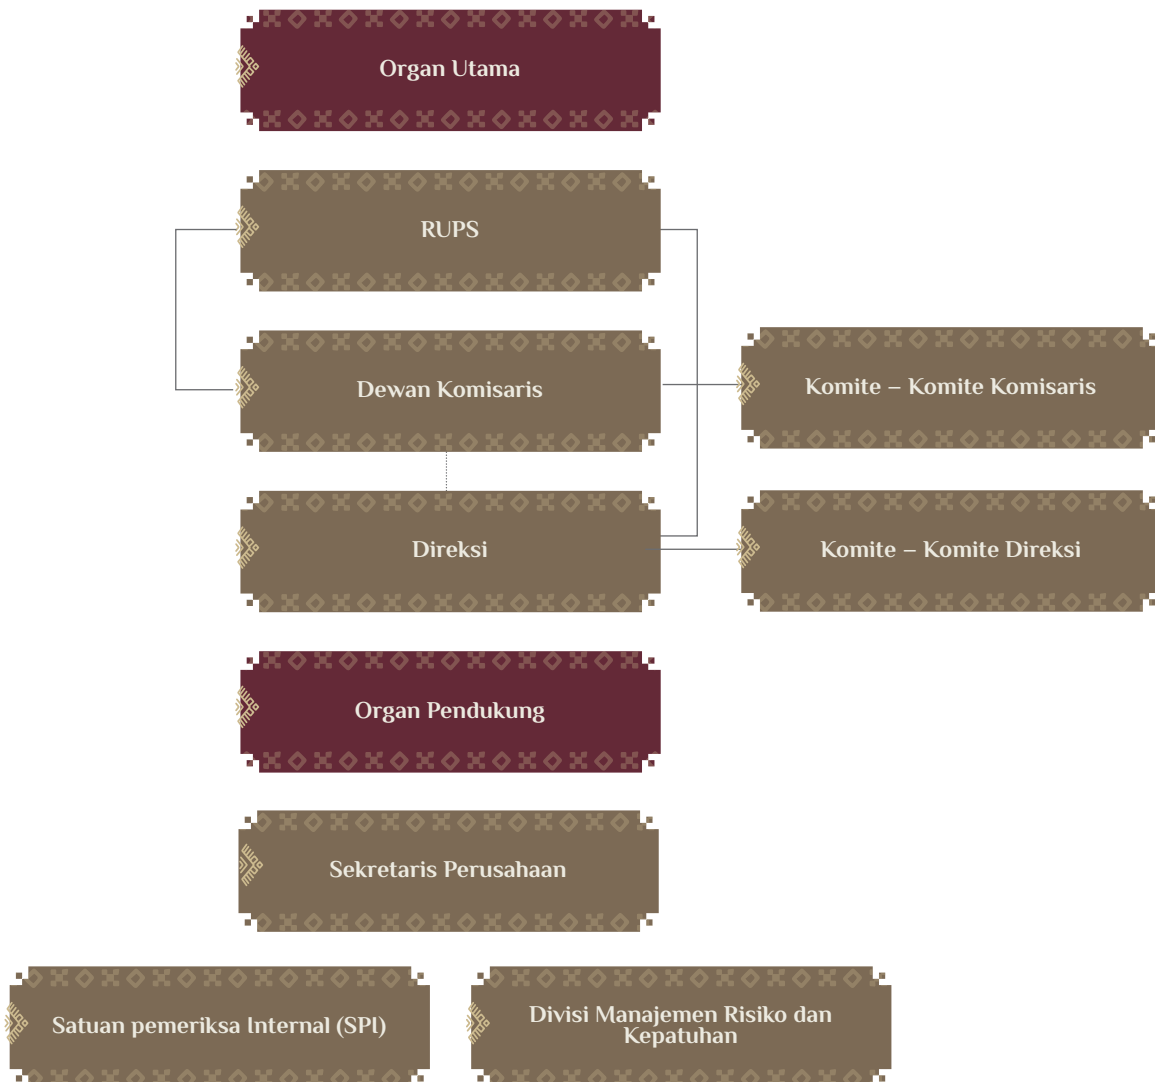 Organ Utama
RUPS
Dewan Komisaris
Komite – Komite Komisaris
Direksi
Komite – Komite Direksi
Organ Pendukung
Sekretaris Perusahaan
Satuan pemeriksa Internal (SPI)
Divisi Manajemen Risiko dan
Kepatuhan